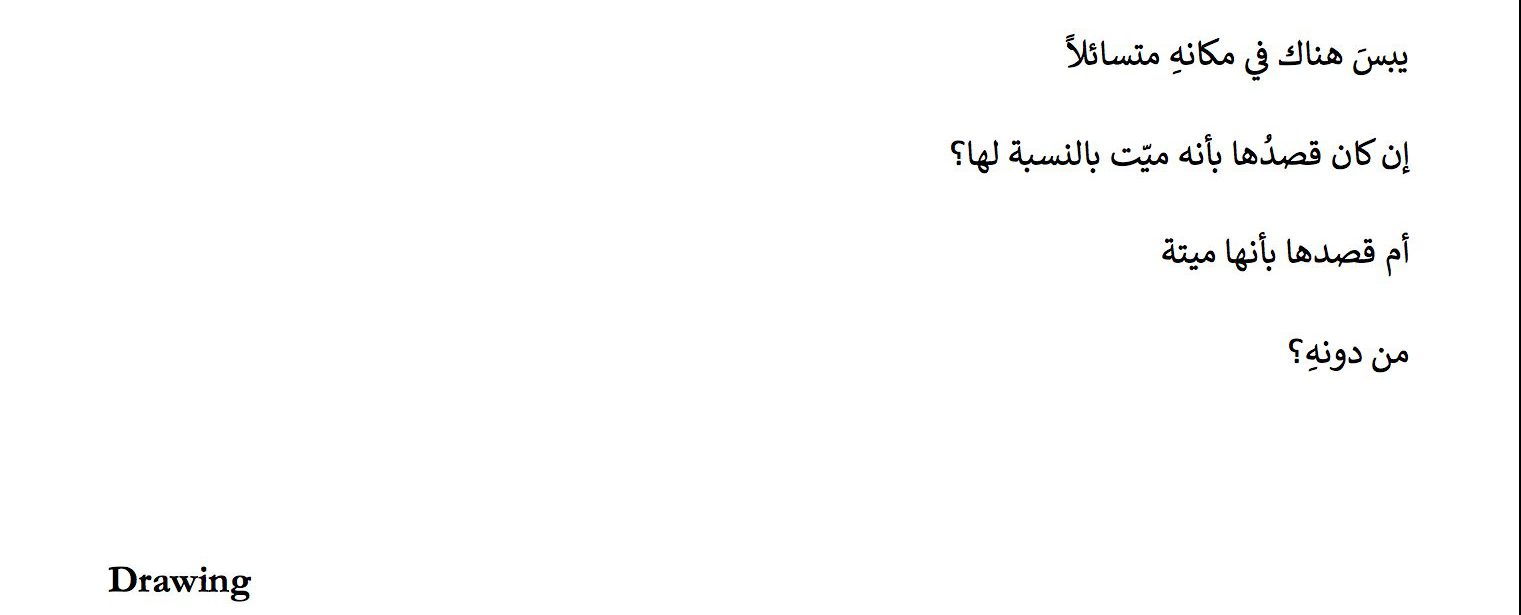 يبسَ هناك في مكانهِ متسائلاً
إن كان قصدُها بأنه ميّت بالنسبة لها؟
أم قصدها بأنها ميتة
من دونهِ؟
Drawing